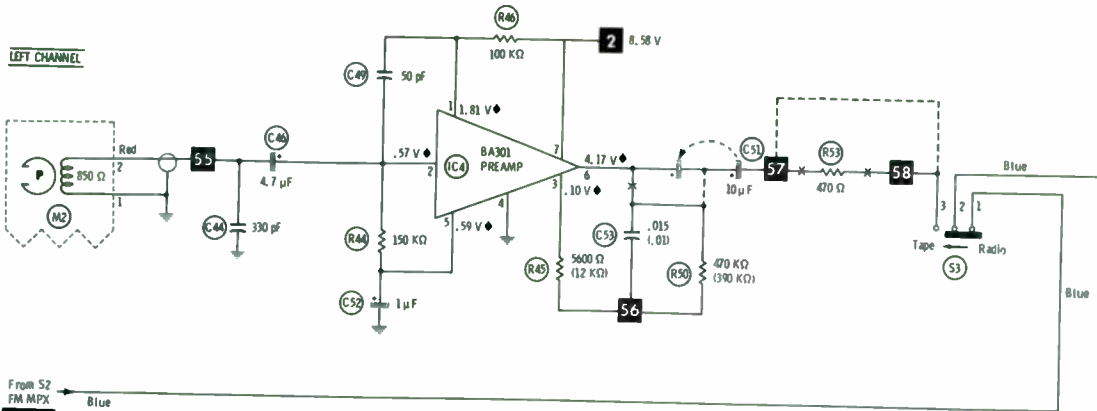 LEFT CHANNEL
R46
100 KΩ
2
8.58 V
C49
50 pF
1
1.81 V♦
C46
4.7 μF
.57 V♦
2
IC4
BA301
PREAMP
7
4.17 V♦
6
3
.10 V♦
4
5
.59 V♦
C51
10 μF
57
R53
470 Ω
58
Blue
3
2
1
Tape
Radio
S3
Blue
P
850 Ω
Red
2
1
M2
55
C44
330 pF
R44
150 KΩ
C52
1 μF
R45
5600 Ω
(12 KΩ)
C53
.015
(.01)
R50
470 KΩ
(390 KΩ)
56
From S2
FM MPX
Blue